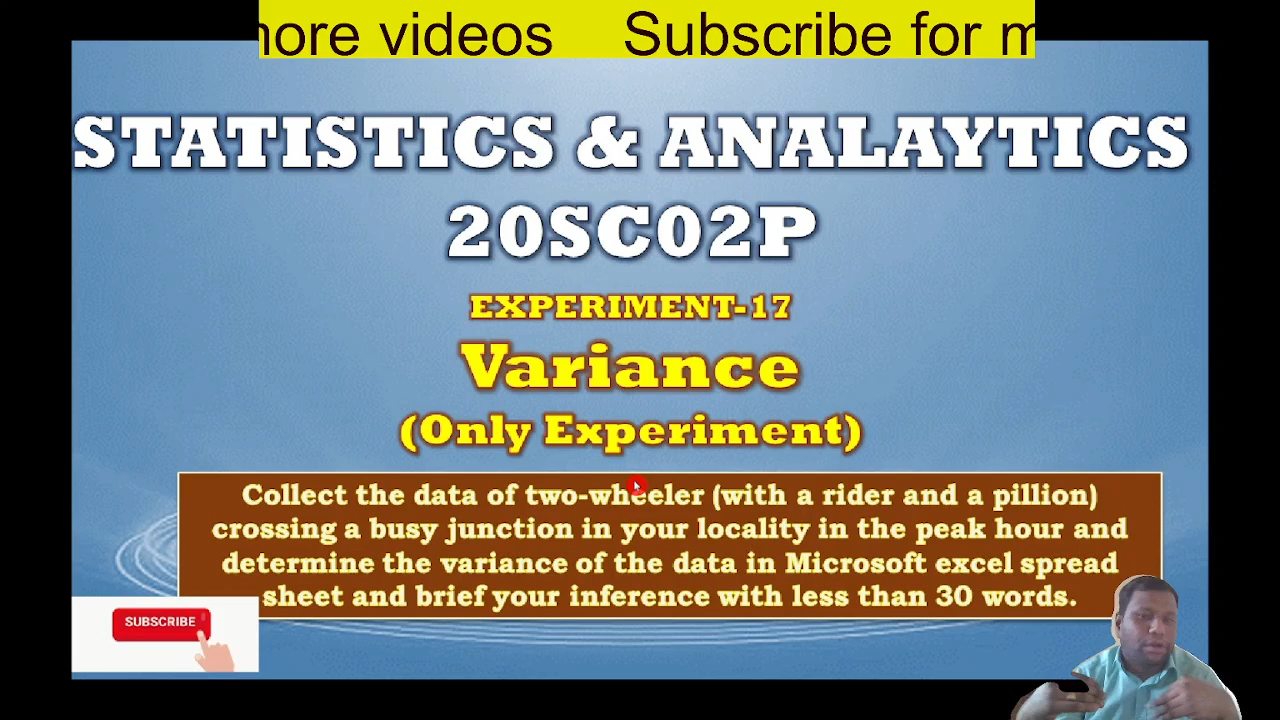 more videos Subscribe for m
STATISTICS & ANALAYTICS
20SC02P
EXPERIMENT-17
Variance
(Only Experiment)
Collect the data of two-wheeler (with a rider and a pillion)
crossing a busy junction in your locality in the peak hour and
determine the variance of the data in Microsoft excel spread
sheet and brief your inference with less than 30 words.
SUBSCRIBE